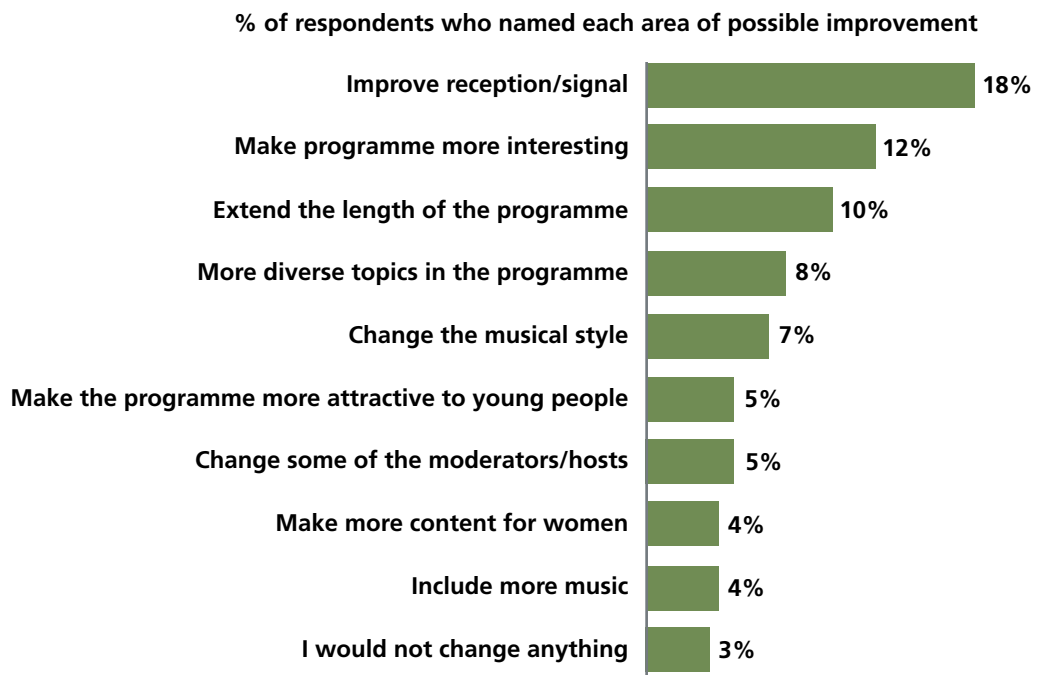 % of respondents who named each area of possible improvement
Improve reception/signal 18%
Make programme more interesting 12%
Extend the length of the programme 10%
More diverse topics in the programme 8%
Change the musical style 7%
Make the programme more attractive to young people 5%
Change some of the moderators/hosts 5%
Make more content for women 4%
Include more music 4%
I would not change anything 3%